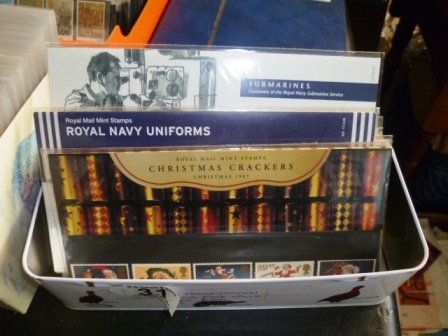 SUBMARINES
Centenary of the Royal Navy Submarine Service
Royal Mail Mint Stamps
ROYAL NAVY UNIFORMS
ROYAL MAIL MINT STAMPS
CHRISTMAS CRACKERS
CHRISTMAS 1997